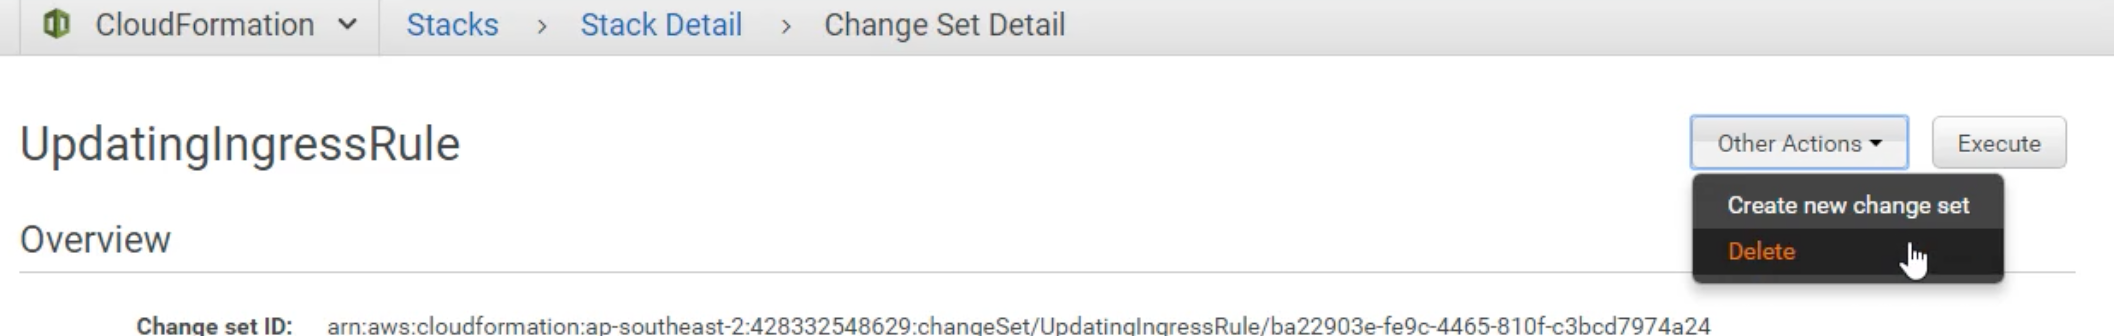 CloudFormation Stacks > Stack Detail > Change Set Detail
UpdatingIngressRule
Other Actions Execute
Create new change set
Overview
Delete
Change set ID: arn:aws:cloudformation:ap-southeast-2:428332548629:changeSet/UpdatingIngressRule/ba22903e-fe9c-4465-810f-c3bcd7974a24